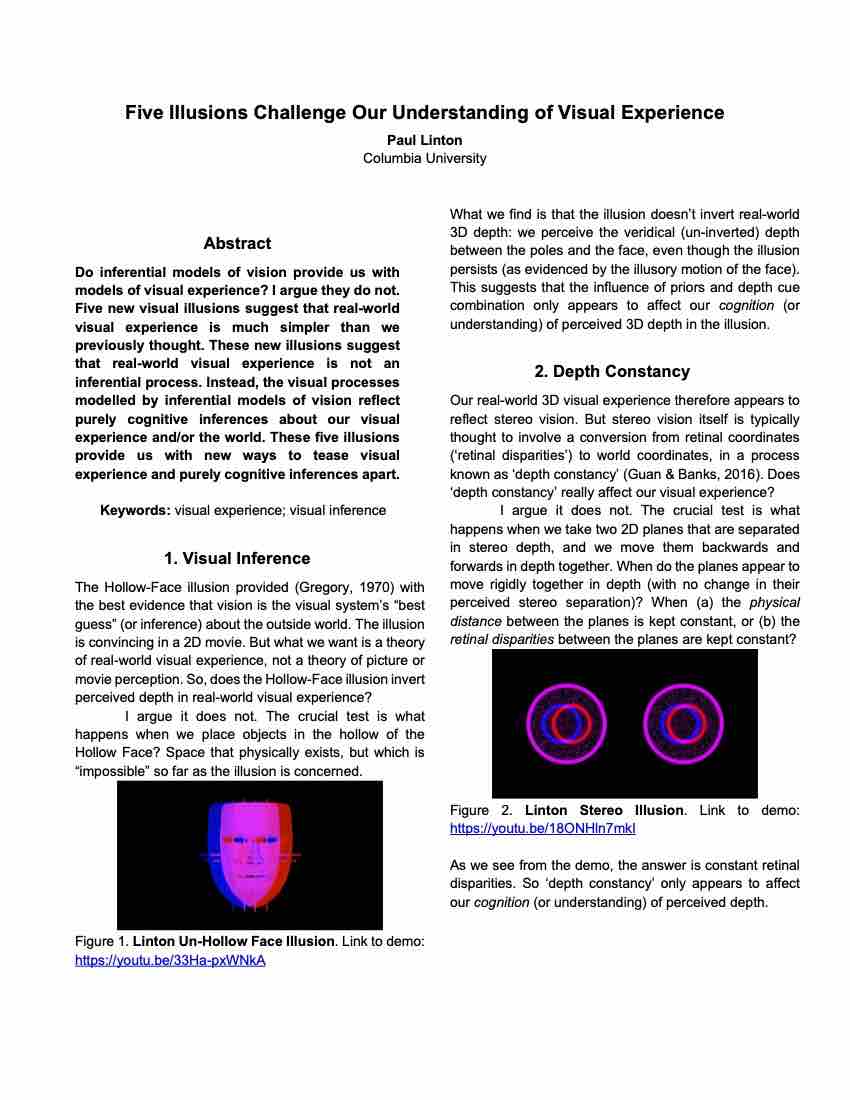 Five Illusions Challenge Our Understanding of Visual Experience
Paul Linton
Columbia University
Abstract
Do inferential models of vision provide us with
models of visual experience? I argue they do not.
Five new visual illusions suggest that real-world
visual experience is much simpler than we
previously thought. These new illusions suggest
that real-world visual experience is not an
inferential process. Instead, the visual processes
modelled by inferential models of vision reflect
purely cognitive inferences about our visual
experience and/or the world. These five illusions
provide us with new ways to tease visual
experience and purely cognitive inferences apart.
Keywords: visual experience; visual inference
1. Visual Inference
The Hollow-Face illusion provided (Gregory, 1970) with
the best evidence that vision is the visual system's “best
guess” (or inference) about the outside world. The illusion
is convincing in a 2D movie. But what we want is a theory
of real-world visual experience, not a theory of picture or
movie perception. So, does the Hollow-Face illusion invert
perceived depth in real-world visual experience?
I argue it does not. The crucial test is what
happens when we place objects in the hollow of the
Hollow Face? Space that physically exists, but which is
“impossible” so far as the illusion is concerned.
Figure 1. Linton Un-Hollow Face Illusion. Link to demo:
https://youtu.be/33Ha-pxWNkA
What we find is that the illusion doesn't invert real-world
3D depth: we perceive the veridical (un-inverted) depth
between the poles and the face, even though the illusion
persists (as evidenced by the illusory motion of the face).
This suggests that the influence of priors and depth cue
combination only appears to affect our cognition (or
understanding) of perceived 3D depth in the illusion.
2. Depth Constancy
Our real-world 3D visual experience therefore appears to
reflect stereo vision. But stereo vision itself is typically
thought to involve a conversion from retinal coordinates
(‘retinal disparities’) to world coordinates, in a process
known as ‘depth constancy’ (Guan & Banks, 2016). Does
‘depth constancy’ really affect our visual experience?
I argue it does not. The crucial test is what
happens when we take two 2D planes that are separated
in stereo depth, and we move them backwards and
forwards in depth together. When do the planes appear to
move rigidly together in depth (with no change in their
perceived stereo separation)? When (a) the physical
distance between the planes is kept constant, or (b) the
retinal disparities between the planes are kept constant?
Figure 2. Linton Stereo Illusion. Link to demo:
https://youtu.be/18ONHln7mkI
As we see from the demo, the answer is constant retinal
disparities. So ‘depth constancy’ only appears to affect
our cognition (or understanding) of perceived depth.